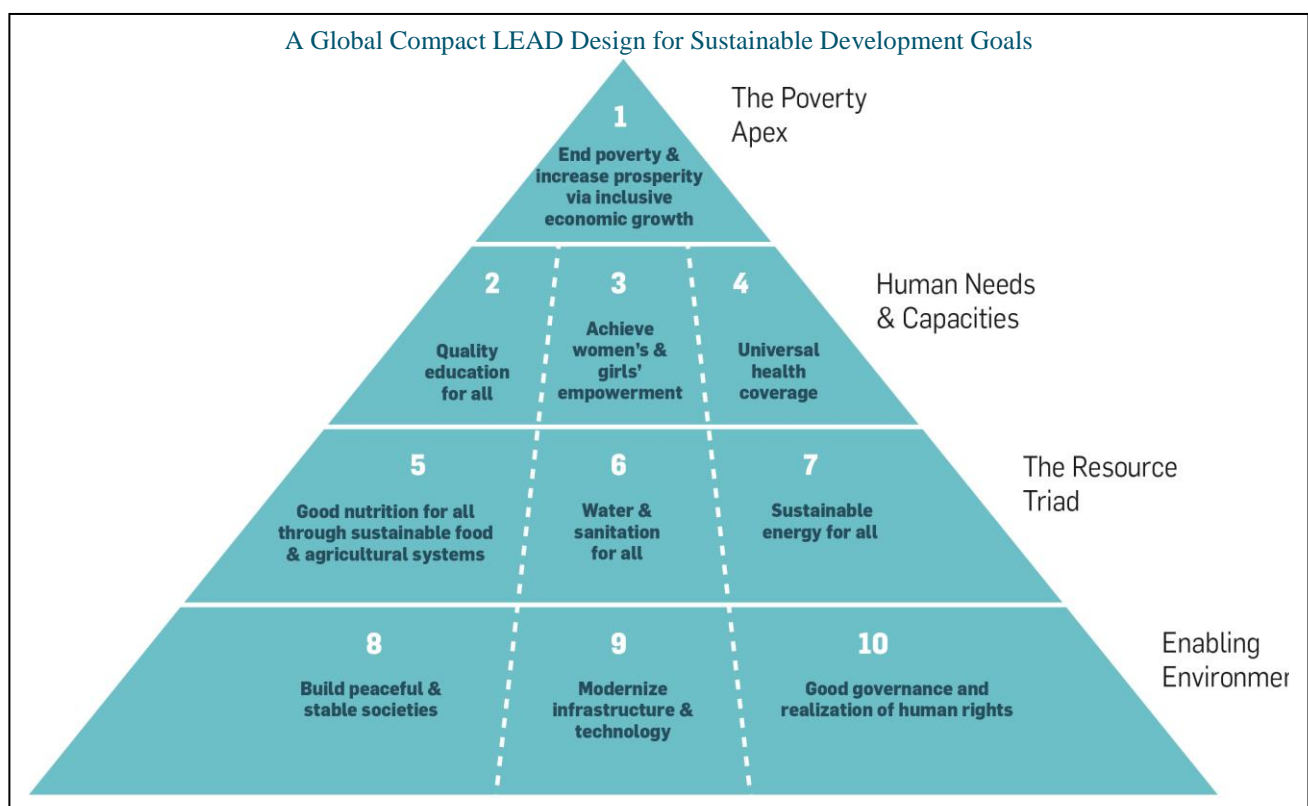 A Global Compact LEAD Design for Sustainable Development Goals
The Poverty
Apex
1
End poverty &
increase prosperity
via inclusive
economic growth
Human Needs
& Capacities
2
Quality
education
for all
3
Achieve
women's &
girls'
empowerment
4
Universal
health
coverage
The Resource
Triad
5
Good nutrition for all
through sustainable food
& agricultural systems
6
Water &
sanitation
for all
7
Sustainable
energy for all
Enabling
Environmer
8
Build peaceful &
stable societies
9
Modernize
infrastructure &
technology
10
Good governance and
realization of human rights